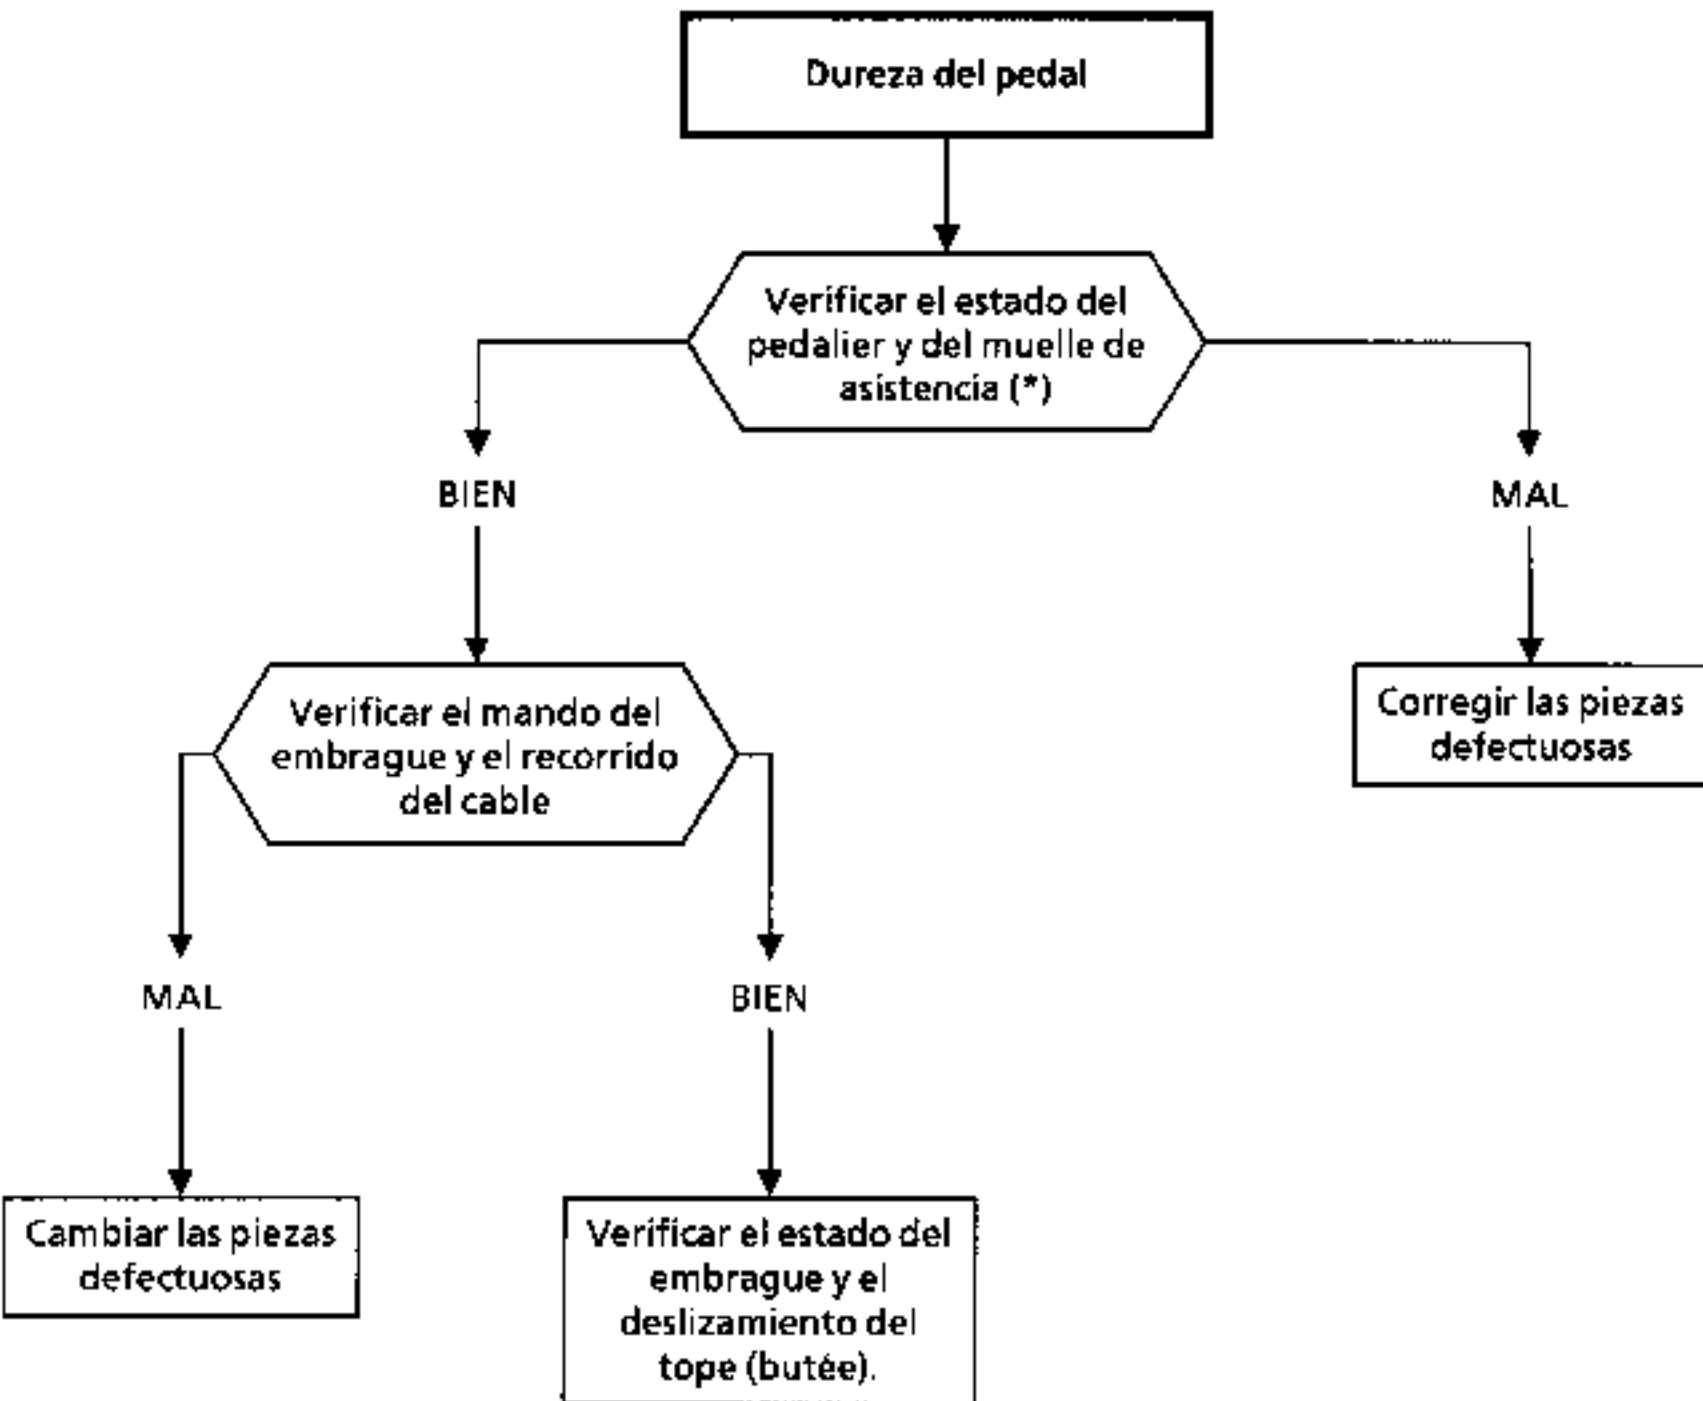 Dureza del pedal
Verificar el estado del
pedalier y del muelle de
asistencia (*)
BIEN
MAL
Verificar el mando del
embrague y el recorrido
del cable
Corregir las piezas
defectuosas
MAL
BIEN
Cambiar las piezas
defectuosas
Verificar el estado del
embrague y el
deslizamiento del
tope (butée).